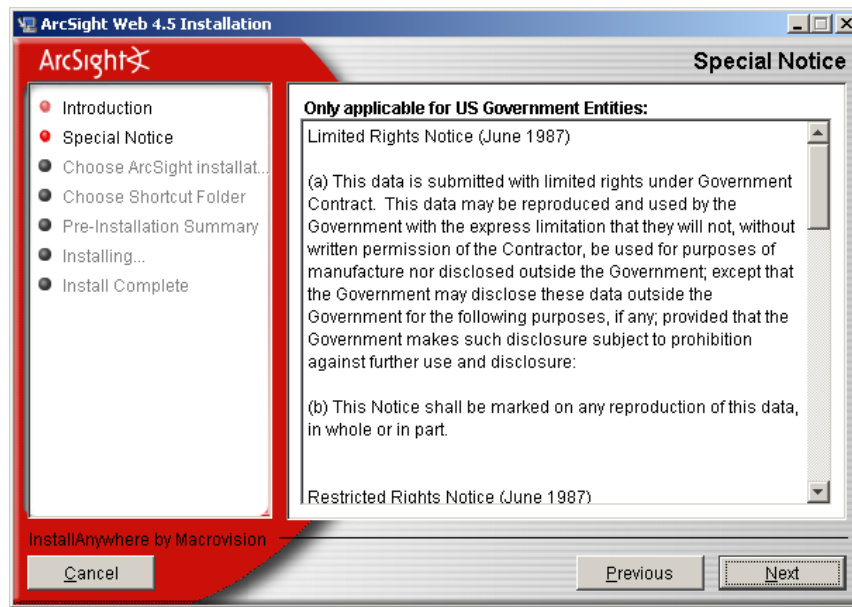 ArcSight Web 4.5 Installation
ArcSight
Special Notice
Introduction
Special Notice
Choose ArcSight installat...
Choose Shortcut Folder
Pre-Installation Summary
Installing...
Install Complete
Only applicable for US Government Entities:
Limited Rights Notice (June 1987)
(a) This data is submitted with limited rights under Government
Contract. This data may be reproduced and used by the
Government with the express limitation that they will not, without
written permission of the Contractor, be used for purposes of
manufacture nor disclosed outside the Government; except that
the Government may disclose these data outside the
Government for the following purposes, if any; provided that the
Government makes such disclosure subject to prohibition
against further use and disclosure:
(b) This Notice shall be marked on any reproduction of this data,
in whole or in part.
Restricted Rights Notice (June 1987)
InstallAnywhere by Macrovision
Cancel
Previous
Next